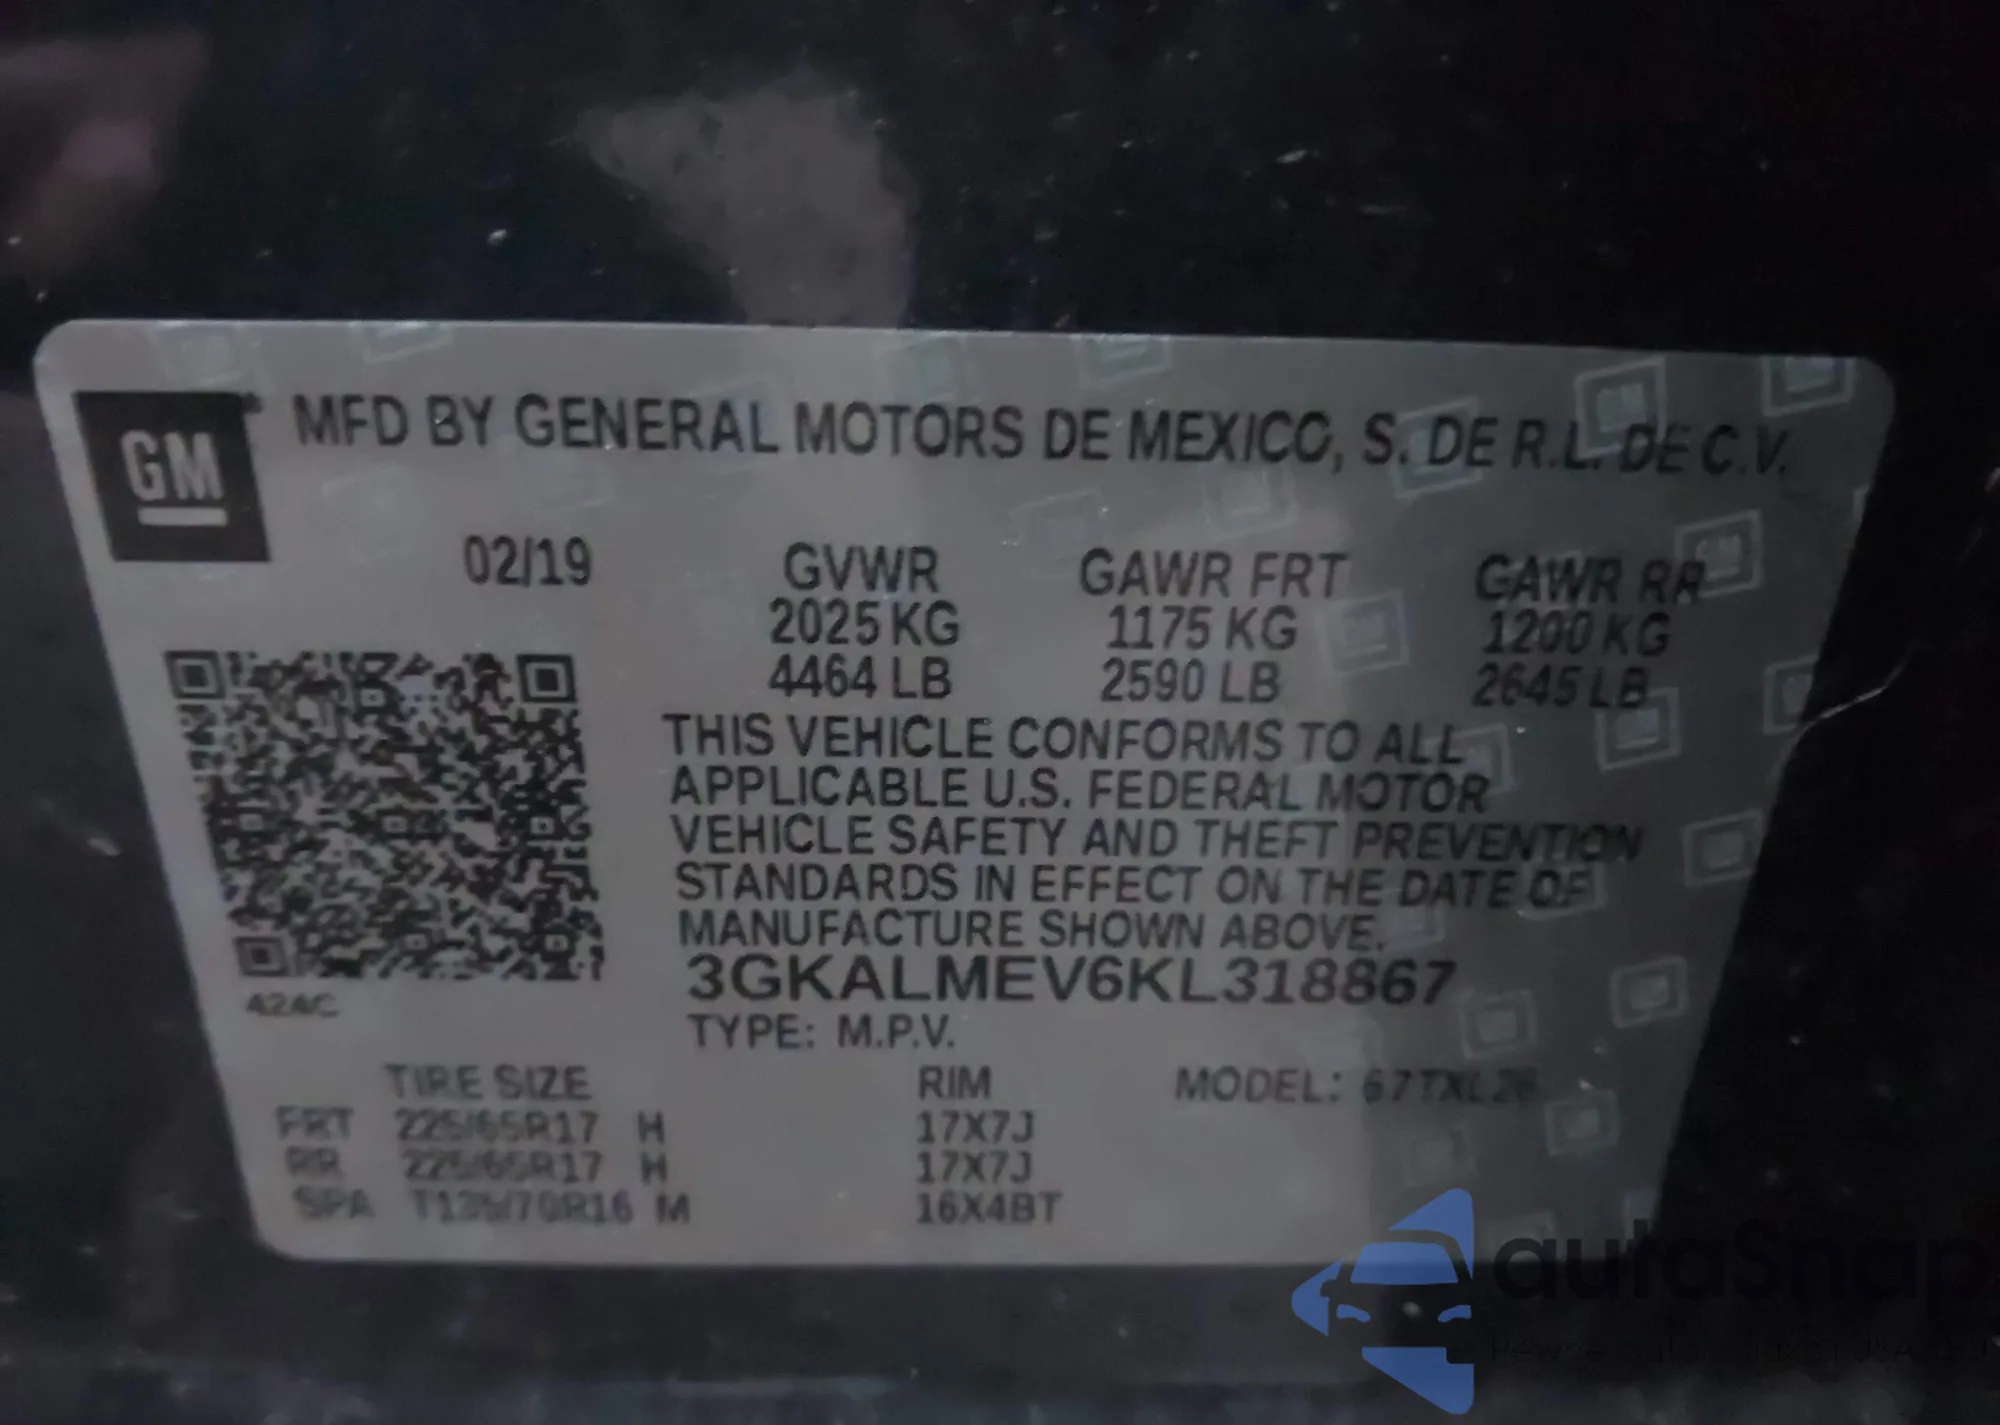 GM
MFD BY GENERAL MOTORS DE MEXICO, S. DE R.L. DE C.V.
02/19 GVWR GAWR FRT GAWR RR
2025 KG 1175 KG 1200 KG
4464 LB 2590 LB 2645 LB
THIS VEHICLE CONFORMS TO ALL
APPLICABLE U.S. FEDERAL MOTOR
VEHICLE SAFETY AND THEFT PREVENTION
STANDARDS IN EFFECT ON THE DATE OF
MANUFACTURE SHOWN ABOVE.
3GKALMEV6KL318867
424C
TYPE: M.P.V.
TIRE SIZE RIM MODEL: 67TXL26
FRT 225/65R17 H 17X7J
RR 225/65R17 H 17X7J
SPA T135/70R16 M 16X4BT
autaSnap